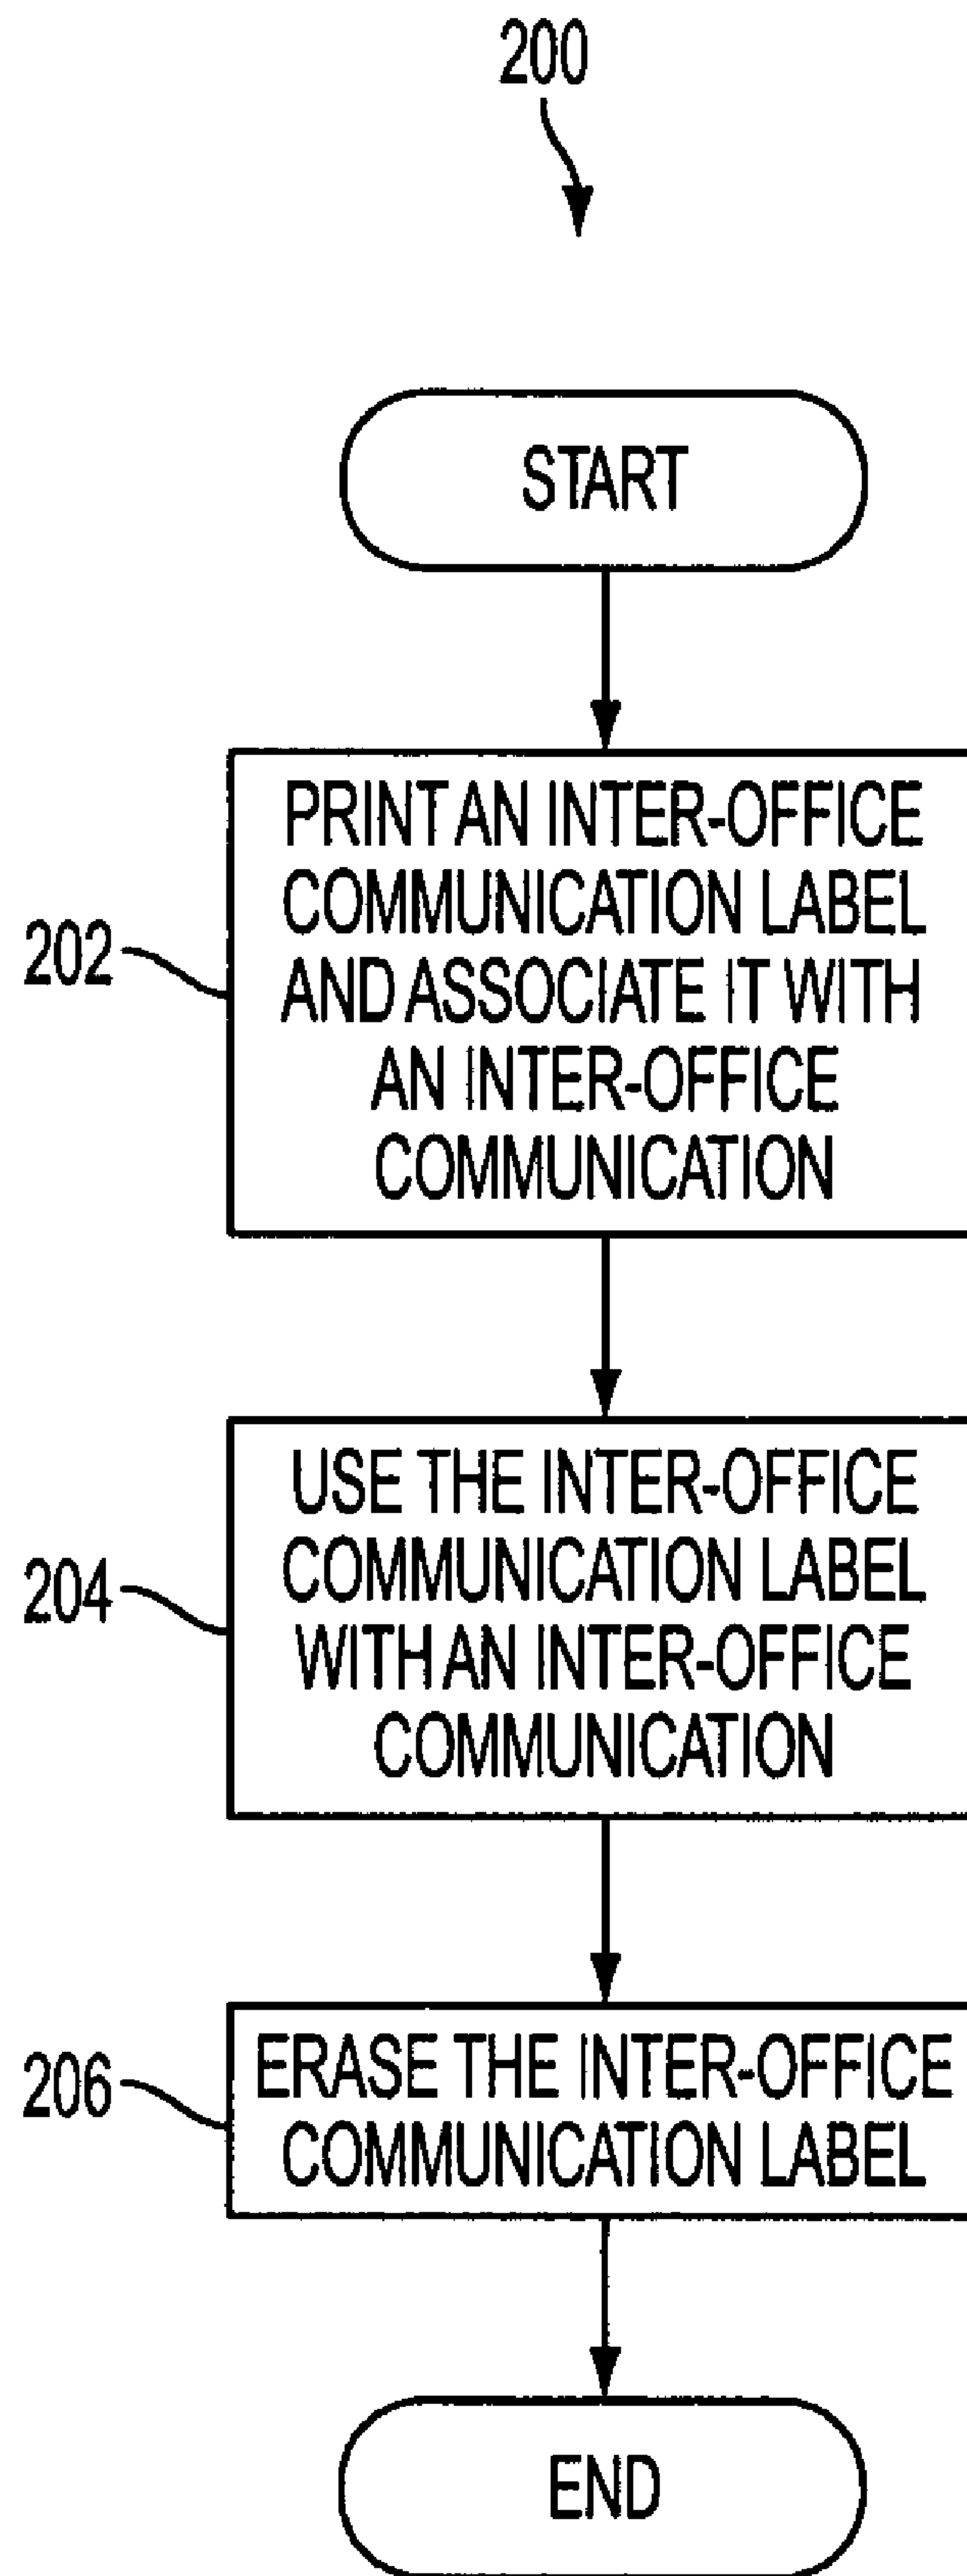 200
START
202
PRINT AN INTER-OFFICE
COMMUNICATION LABEL
AND ASSOCIATE IT WITH
AN INTER-OFFICE
COMMUNICATION
204
USE THE INTER-OFFICE
COMMUNICATION LABEL
WITH AN INTER-OFFICE
COMMUNICATION
206
ERASE THE INTER-OFFICE
COMMUNICATION LABEL
END